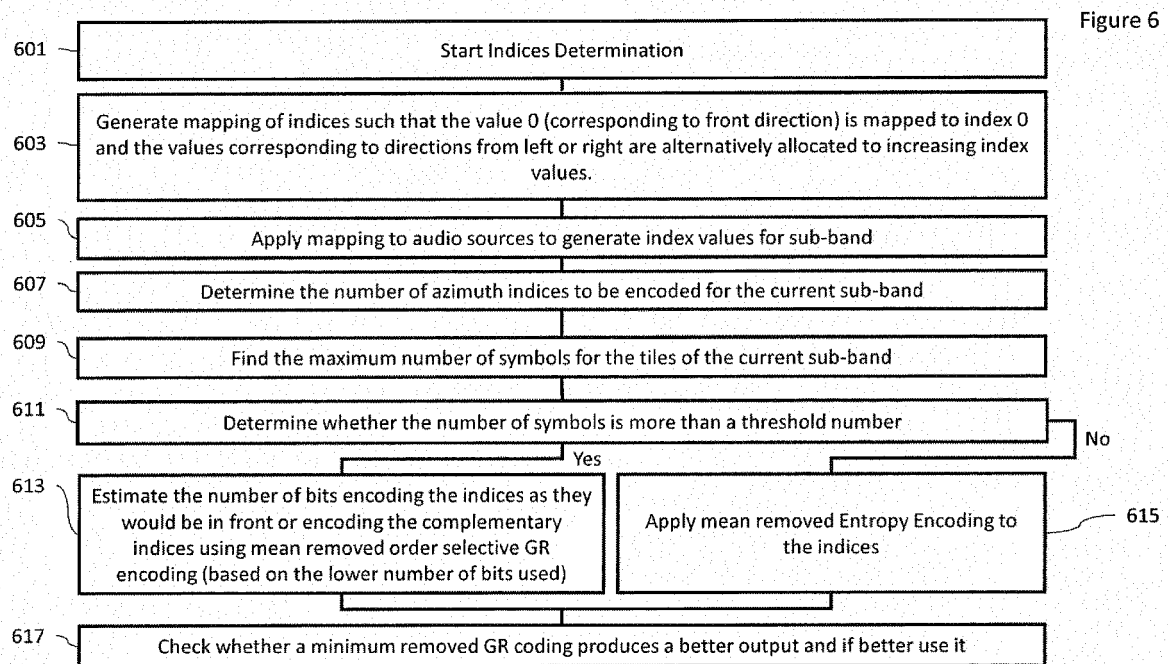 Figure 6
601
Start Indices Determination
603
Generate mapping of indices such that the value 0 (corresponding to front direction) is mapped to index 0
and the values corresponding to directions from left or right are alternatively allocated to increasing index
values.
605
Apply mapping to audio sources to generate index values for sub-band
607
Determine the number of azimuth indices to be encoded for the current sub-band
609
Find the maximum number of symbols for the tiles of the current sub-band
611
Determine whether the number of symbols is more than a threshold number
No
Yes
613
Estimate the number of bits encoding the indices as they
would be in front or encoding the complementary
indices using mean removed order selective GR
encoding (based on the lower number of bits used)
Apply mean removed Entropy Encoding to
the indices
615
617
Check whether a minimum removed GR coding produces a better output and if better use it